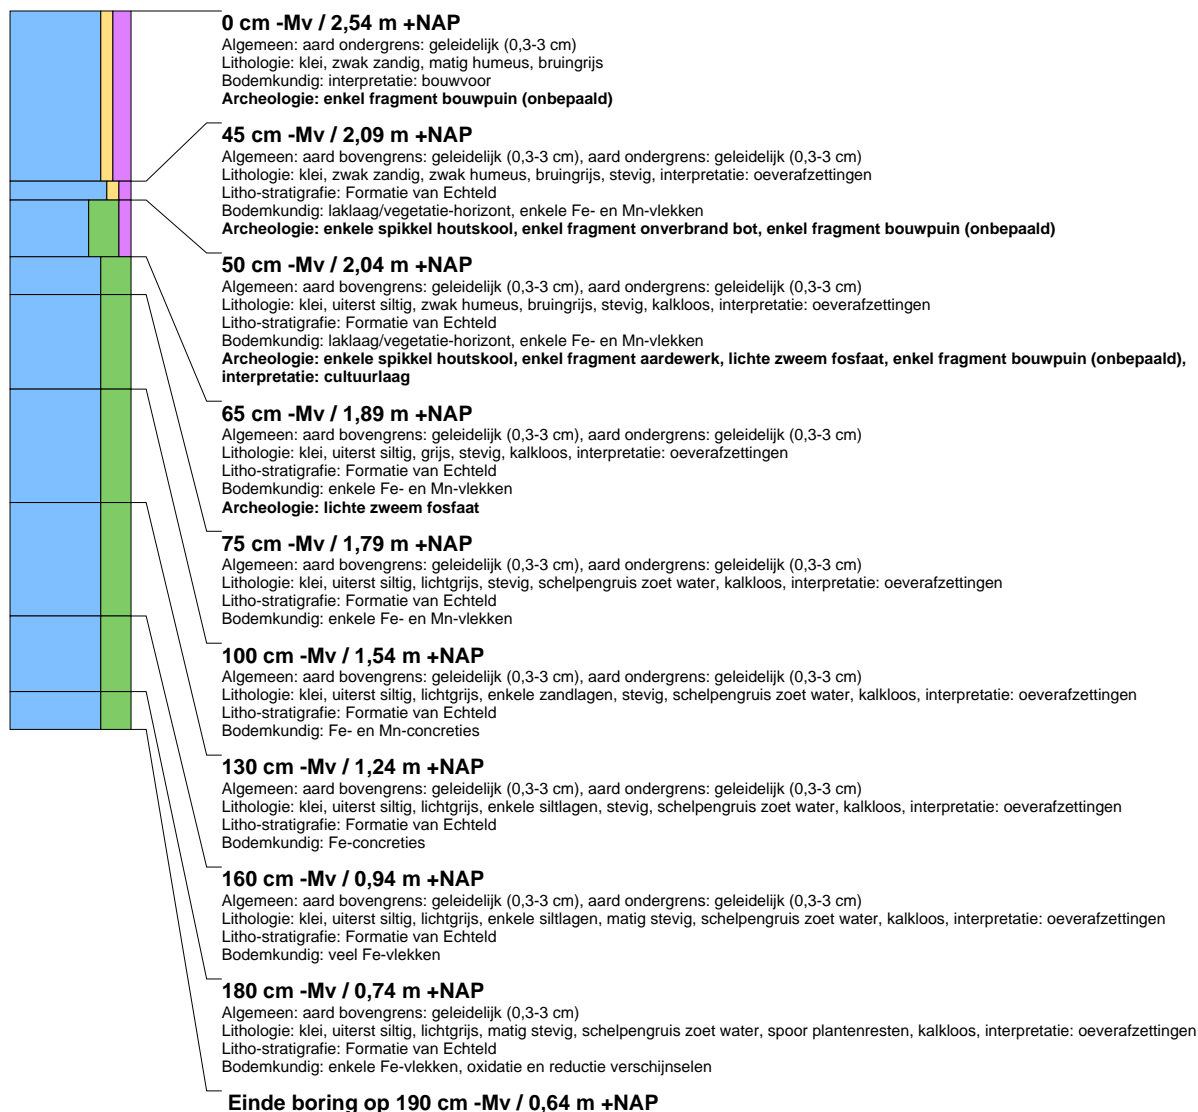 0 cm -Mv / 2,54 m +NAP
Algemeen: aard ondergrens: geleidelijk (0,3-3 cm)
Lithologie: klei, zwak zandig, matig humeus, bruingrijs
Bodemkundig: interpretatie: bouwvoor
Archeologie: enkel fragment bouwpuin (onbepaald)
45 cm -Mv / 2,09 m +NAP
Algemeen: aard bovengrens: geleidelijk (0,3-3 cm), aard ondergrens: geleidelijk (0,3-3 cm)
Lithologie: klei, zwak zandig, zwak humeus, bruingrijs, stevig, interpretatie: oeverafzettingen
Litho-stratigrafie: Formatie van Echteld
Bodemkundig: laklaag/vegetatie-horizont, enkele Fe- en Mn-vlekken
Archeologie: enkele spikkel houtskool, enkel fragment onverbrand bot, enkel fragment bouwpuin (onbepaald)
50 cm -Mv / 2,04 m +NAP
Algemeen: aard bovengrens: geleidelijk (0,3-3 cm), aard ondergrens: geleidelijk (0,3-3 cm)
Lithologie: klei, uiterst siltig, zwak humeus, bruingrijs, stevig, kalkloos, interpretatie: oeverafzettingen
Litho-stratigrafie: Formatie van Echteld
Bodemkundig: laklaag/vegetatie-horizont, enkele Fe- en Mn-vlekken
Archeologie: enkele spikkel houtskool, enkel fragment aardewerk, lichte zweem fosfaat, enkel fragment bouwpuin (onbepaald),
interpretatie: cultuurlaag
65 cm -Mv / 1,89 m +NAP
Algemeen: aard bovengrens: geleidelijk (0,3-3 cm), aard ondergrens: geleidelijk (0,3-3 cm)
Lithologie: klei, uiterst siltig, grijs, stevig, kalkloos, interpretatie: oeverafzettingen
Litho-stratigrafie: Formatie van Echteld
Bodemkundig: enkele Fe- en Mn-vlekken
Archeologie: lichte zweem fosfaat
75 cm -Mv / 1,79 m +NAP
Algemeen: aard bovengrens: geleidelijk (0,3-3 cm), aard ondergrens: geleidelijk (0,3-3 cm)
Lithologie: klei, uiterst siltig, lichtgrijs, stevig, schelpengruis zoet water, kalkloos, interpretatie: oeverafzettingen
Litho-stratigrafie: Formatie van Echteld
Bodemkundig: enkele Fe- en Mn-vlekken
100 cm -Mv / 1,54 m +NAP
Algemeen: aard bovengrens: geleidelijk (0,3-3 cm), aard ondergrens: geleidelijk (0,3-3 cm)
Lithologie: klei, uiterst siltig, lichtgrijs, enkele zandlagen, stevig, schelpengruis zoet water, kalkloos, interpretatie: oeverafzettingen
Litho-stratigrafie: Formatie van Echteld
Bodemkundig: Fe- en Mn-concreties
130 cm -Mv / 1,24 m +NAP
Algemeen: aard bovengrens: geleidelijk (0,3-3 cm), aard ondergrens: geleidelijk (0,3-3 cm)
Lithologie: klei, uiterst siltig, lichtgrijs, enkele siltlagen, stevig, schelpengruis zoet water, kalkloos, interpretatie: oeverafzettingen
Litho-stratigrafie: Formatie van Echteld
Bodemkundig: Fe-concreties
160 cm -Mv / 0,94 m +NAP
Algemeen: aard bovengrens: geleidelijk (0,3-3 cm), aard ondergrens: geleidelijk (0,3-3 cm)
Lithologie: klei, uiterst siltig, lichtgrijs, enkele siltlagen, matig stevig, schelpengruis zoet water, kalkloos, interpretatie: oeverafzettingen
Litho-stratigrafie: Formatie van Echteld
Bodemkundig: veel Fe-vlekken
180 cm -Mv / 0,74 m +NAP
Algemeen: aard bovengrens: geleidelijk (0,3-3 cm)
Lithologie: klei, uiterst siltig, lichtgrijs, matig stevig, schelpengruis zoet water, spoor plantenresten, kalkloos, interpretatie: oeverafzettingen
Litho-stratigrafie: Formatie van Echteld
Bodemkundig: enkele Fe-vlekken, oxidatie en reductie verschijnselen
Einde boring op 190 cm -Mv / 0,64 m +NAP